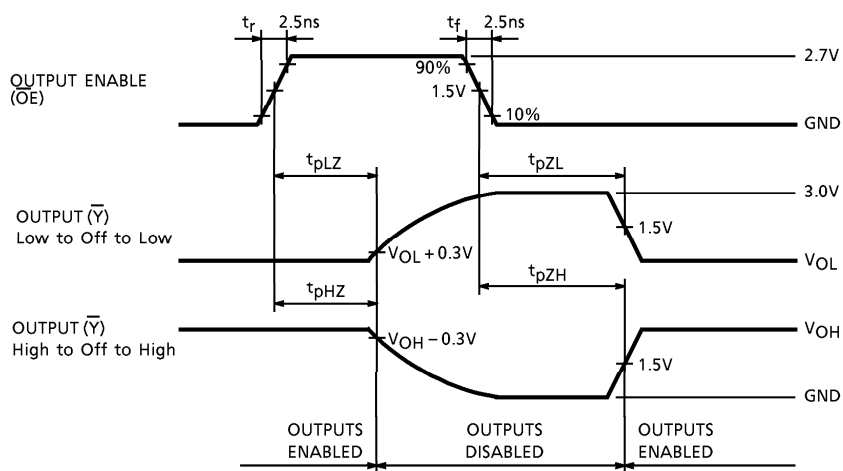 tr 2.5ns tf 2.5ns
2.7V
90%
OUTPUT ENABLE
(O̅E)
1.5V
10%
GND
tpLZ tpZL
3.0V
OUTPUT (Y̅)
Low to Off to Low
1.5V
VOL + 0.3V
VOL
tpZH
tpHZ
OUTPUT (Y̅)
High to Off to High
VOH
VOH − 0.3V
1.5V
GND
OUTPUTS ENABLED
OUTPUTS DISABLED
OUTPUTS ENABLED